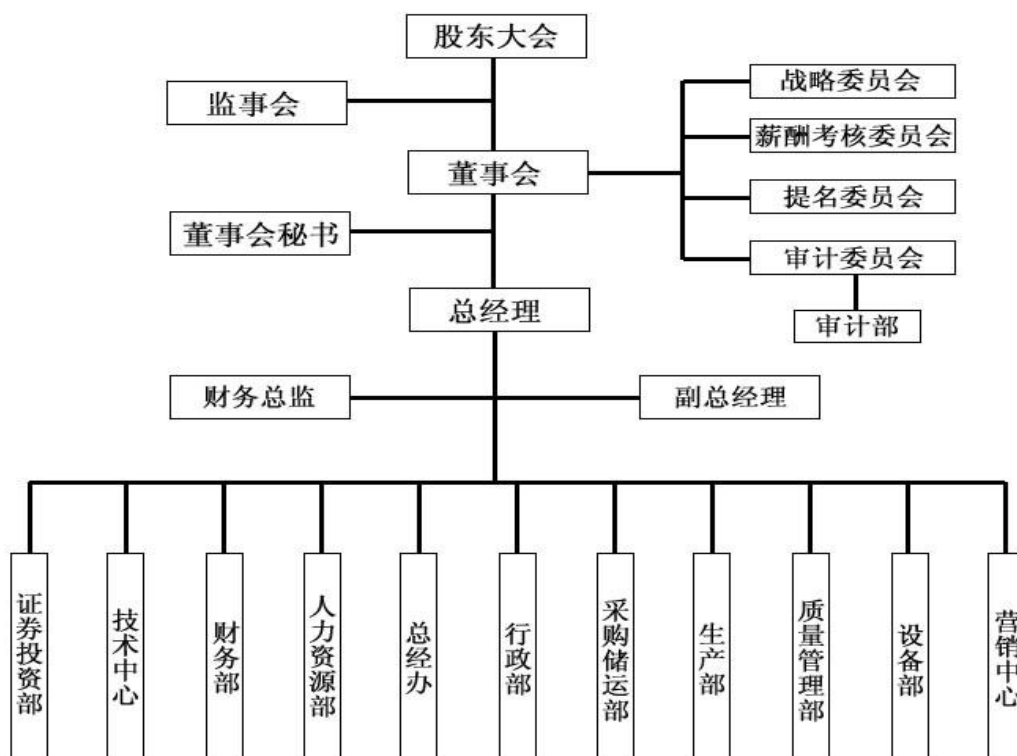 股东大会
监事会
战略委员会
薪酬考核委员会
董事会
提名委员会
董事会秘书
审计委员会
总经理
审计部
财务总监
副总经理
证券投资部
技术中心
财务部
人力资源部
总经办
行政部
采购储运部
生产部
质量管理部
设备部
营销中心